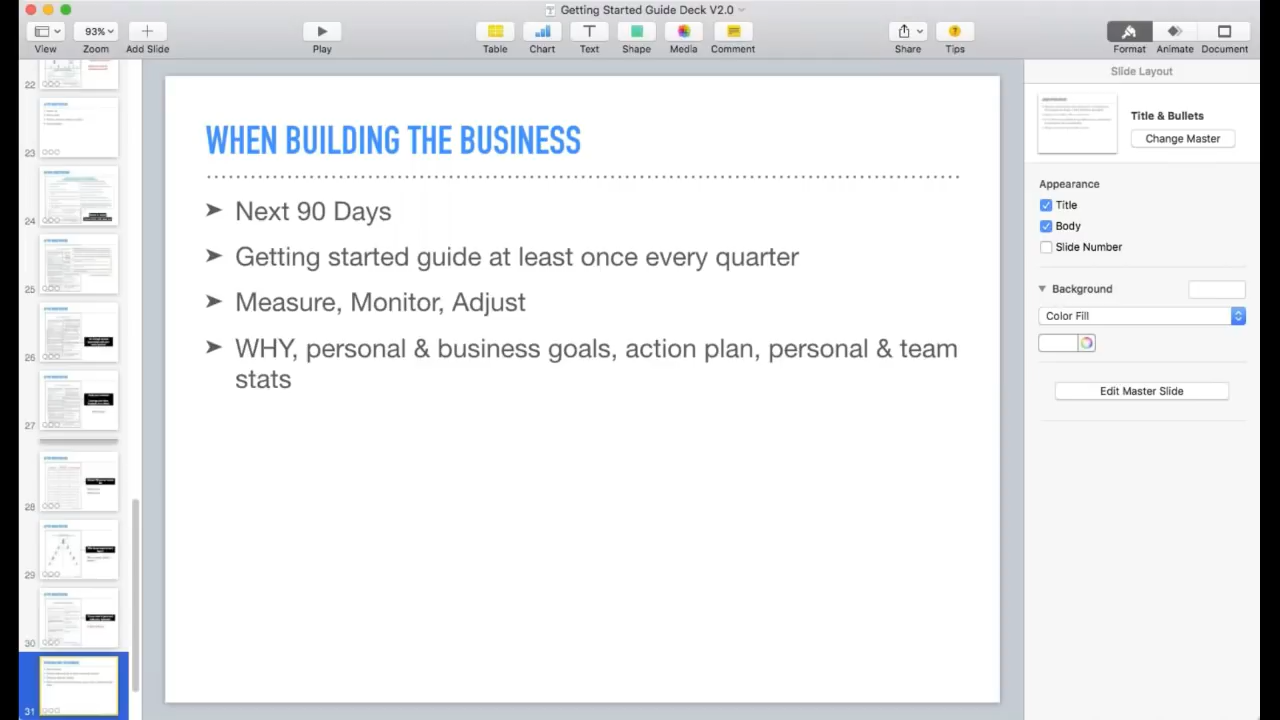 Getting Started Guide Deck V2.0
93%
View
Zoom
Add Slide
Play
Table
Chart
Text
Shape
Media
Comment
Share
Tips
Format
Animate
Document
22
23
24
25
26
27
28
29
30
31
WHEN BUILDING THE BUSINESS
➤ Next 90 Days
➤ Getting started guide at least once every quarter
➤ Measure, Monitor, Adjust
➤ WHY, personal & business goals, action plan, personal & team
stats
Slide Layout
Title & Bullets
Change Master
Appearance
Title
Body
Slide Number
Background
Color Fill
Edit Master Slide